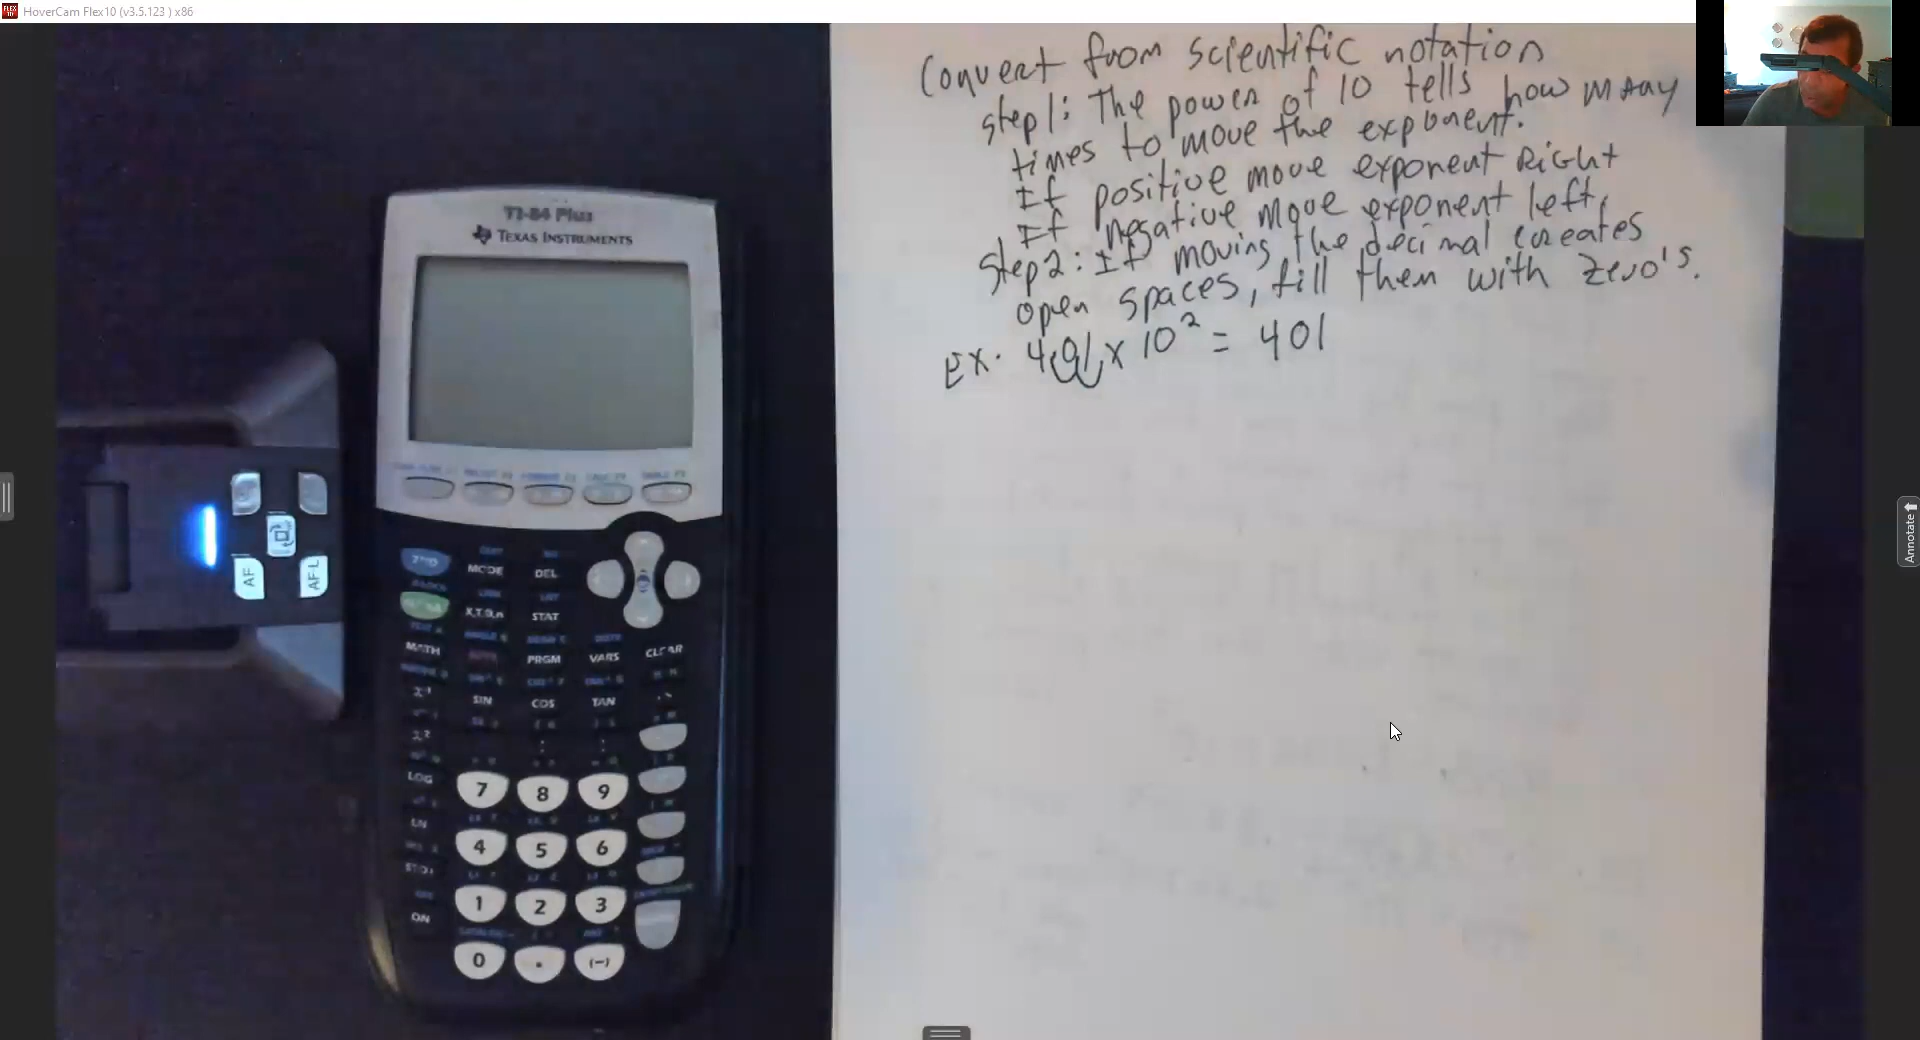 HoverCam Flex10 (v3.5.123 ) x86
Convert from scientific notation
Step 1: The power of 10 tells how many
times to move the exponent.
If positive move exponent Right
If negative move exponent left,
Step 2: If moving the decimal creates
open spaces, fill them with zero's.
Ex. 4.01 x 10² = 401
TI-84 Plus
TEXAS INSTRUMENTS
2ND MODE DEL
X,T,Θ,n STAT
MATH PRGM VARS CLEAR
x⁻¹ SIN COS TAN
x²
LOG 7 8 9
LN 4 5 6
STO 1 2 3
ON
0 . (-)
AF
AFL
Annotate